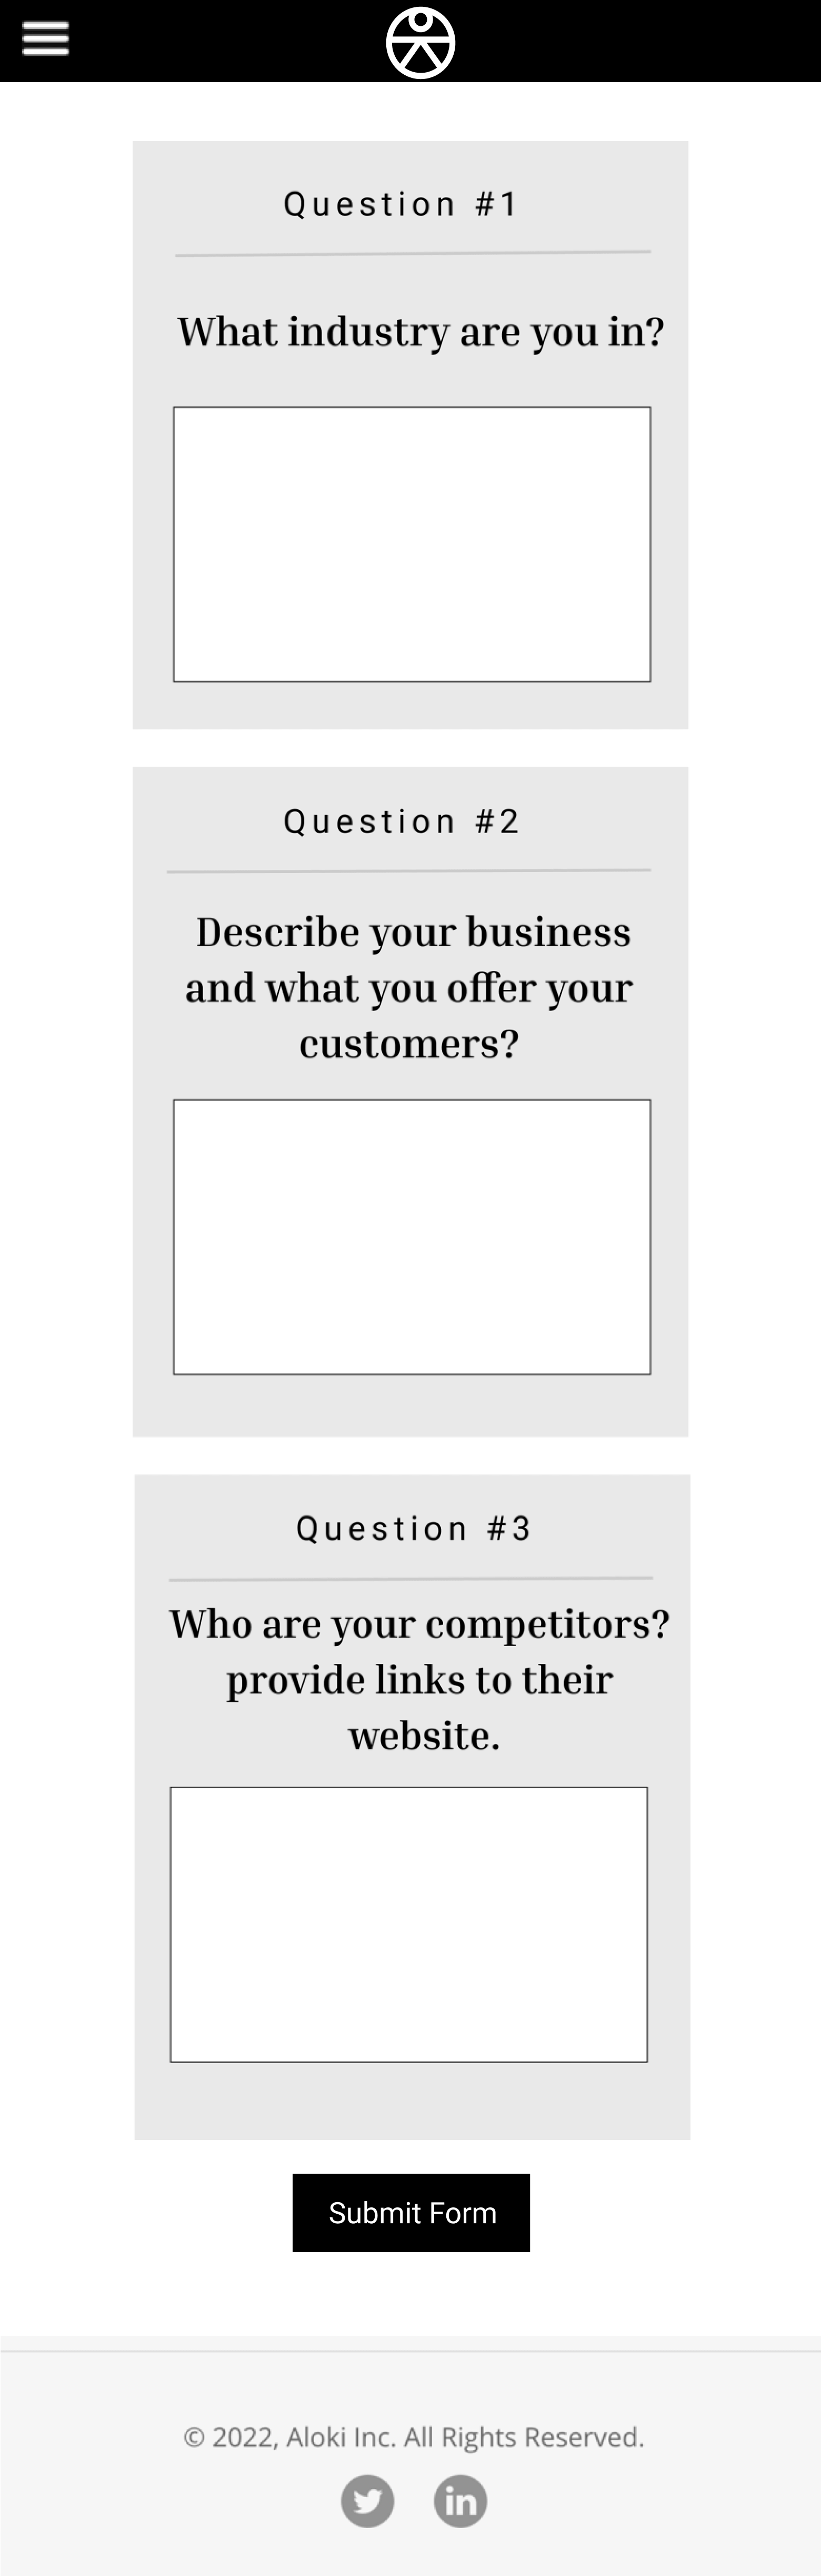 Question #1
What industry are you in?
Question #2
Describe your business
and what you offer your
customers?
Question #3
Who are your competitors?
provide links to their
website.
Submit Form
© 2022, Aloki Inc. All Rights Reserved.
in